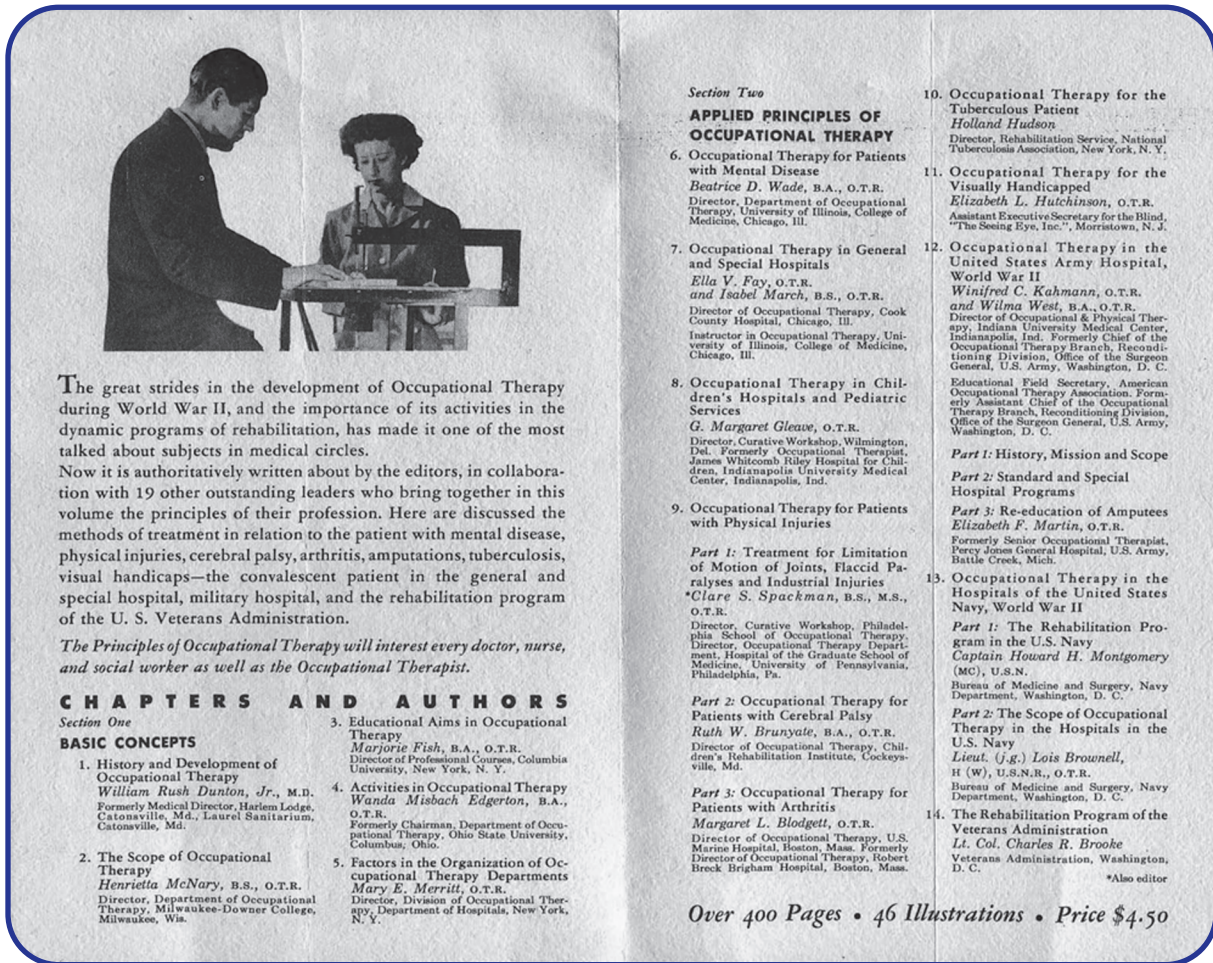 The great strides in the development of Occupational Therapy
during World War II, and the importance of its activities in the
dynamic programs of rehabilitation, has made it one of the most
talked about subjects in medical circles.
Now it is authoritatively written about by the editors, in collabora-
tion with 19 other outstanding leaders who bring together in this
volume the principles of their profession. Here are discussed the
methods of treatment in relation to the patient with mental disease,
physical injuries, cerebral palsy, arthritis, amputations, tuberculosis,
visual handicaps—the convalescent patient in the general and
special hospital, military hospital, and the rehabilitation program
of the U. S. Veterans Administration.
The Principles of Occupational Therapy will interest every doctor, nurse,
and social worker as well as the Occupational Therapist.
CHAPTERS AND AUTHORS
Section One
BASIC CONCEPTS
1. History and Development of
Occupational Therapy
William Rush Dunton, Jr., M.D.
Formerly Medical Director, Harlem Lodge,
Catonsville, Md., Laurel Sanitarium,
Catonsville, Md.
2. The Scope of Occupational
Therapy
Henrietta McNary, B.S., O.T.R.
Director, Department of Occupational
Therapy, Milwaukee-Downer College,
Milwaukee, Wis.
3. Educational Aims in Occupational
Therapy
Marjorie Fish, B.A., O.T.R.
Director of Professional Courses, Columbia
University, New York, N. Y.
4. Activities in Occupational Therapy
Wanda Misbach Edgerton, B.A.,
O.T.R.
Formerly Chairman, Department of Occu-
pational Therapy, Ohio State University,
Columbus, Ohio.
5. Factors in the Organization of Oc-
cupational Therapy Departments
Mary E. Merritt, O.T.R.
Director, Division of Occupational Ther-
apy, Department of Hospitals, New York,
N. Y.
Section Two
APPLIED PRINCIPLES OF
OCCUPATIONAL THERAPY
6. Occupational Therapy for Patients
with Mental Disease
Beatrice D. Wade, B.A., O.T.R.
Director, Department of Occupational
Therapy, University of Illinois, College of
Medicine, Chicago, Ill.
7. Occupational Therapy in General
and Special Hospitals
Ella V. Fay, O.T.R.
and Isabel March, B.S., O.T.R.
Director of Occupational Therapy, Cook
County Hospital, Chicago, Ill.
Instructor in Occupational Therapy, Uni-
versity of Illinois, College of Medicine,
Chicago, Ill.
8. Occupational Therapy in Chil-
dren's Hospitals and Pediatric
Services
G. Margaret Gleave, O.T.R.
Director, Curative Workshop, Wilmington,
Del. Formerly Occupational Therapist,
James Whitcomb Riley Hospital for Chil-
dren, Indianapolis University Medical
Center, Indianapolis, Ind.
9. Occupational Therapy for Patients
with Physical Injuries
Part 1: Treatment for Limitation
of Motion of Joints, Flaccid Pa-
ralyses and Industrial Injuries
*Clare S. Spackman, B.S., M.S.,
O.T.R.
Director, Curative Workshop, Philadel-
phia School of Occupational Therapy.
Director, Occupational Therapy Depart-
ment, Hospital of the Graduate School of
Medicine, University of Pennsylvania,
Philadelphia, Pa.
Part 2: Occupational Therapy for
Patients with Cerebral Palsy
Ruth W. Brunyate, B.A., O.T.R.
Director of Occupational Therapy, Chil-
dren's Rehabilitation Institute, Cockeys-
ville, Md.
Part 3: Occupational Therapy for
Patients with Arthritis
Margaret L. Blodgett, O.T.R.
Director of Occupational Therapy, U.S.
Marine Hospital, Boston, Mass. Formerly
Director of Occupational Therapy, Robert
Breck Brigham Hospital, Boston, Mass.
10. Occupational Therapy for the
Tuberculous Patient
Holland Hudson
Director, Rehabilitation Service, National
Tuberculosis Association, New York, N. Y.
11. Occupational Therapy for the
Visually Handicapped
Elizabeth L. Hutchinson, O.T.R.
Assistant Executive Secretary for the Blind,
"The Seeing Eye, Inc.", Morristown, N. J.
12. Occupational Therapy in the
United States Army Hospital,
World War II
Winifred C. Kahmann, O.T.R.
and Wilma West, B.A., O.T.R.
Director of Occupational & Physical Ther-
apy, Indiana University Medical Center,
Indianapolis, Ind. Formerly Chief of the
Occupational Therapy Branch, Recondi-
tioning Division, Office of the Surgeon
General, U.S. Army, Washington, D. C.
Educational Field Secretary, American
Occupational Therapy Association. Form-
erly Assistant Chief of the Occupational
Therapy Branch, Reconditioning Division,
Office of the Surgeon General, U.S. Army,
Washington, D. C.
Part 1: History, Mission and Scope
Part 2: Standard and Special
Hospital Programs
Part 3: Re-education of Amputees
Elizabeth F. Martin, O.T.R.
Formerly Senior Occupational Therapist,
Percy Jones General Hospital, U.S. Army,
Battle Creek, Mich.
13. Occupational Therapy in the
Hospitals of the United States
Navy, World War II
Part 1: The Rehabilitation Pro-
gram in the U.S. Navy
Captain Howard H. Montgomery
(MC), U.S.N.
Bureau of Medicine and Surgery, Navy
Department, Washington, D. C.
Part 2: The Scope of Occupational
Therapy in the Hospitals in the
U.S. Navy
Lieut. (j.g.) Lois Brownell,
H (W), U.S.N.R., O.T.R.
Bureau of Medicine and Surgery, Navy
Department, Washington, D. C.
14. The Rehabilitation Program of the
Veterans Administration
Lt. Col. Charles R. Brooke
Veterans Administration, Washington,
D. C.
*Also editor
Over 400 Pages • 46 Illustrations • Price $4.50